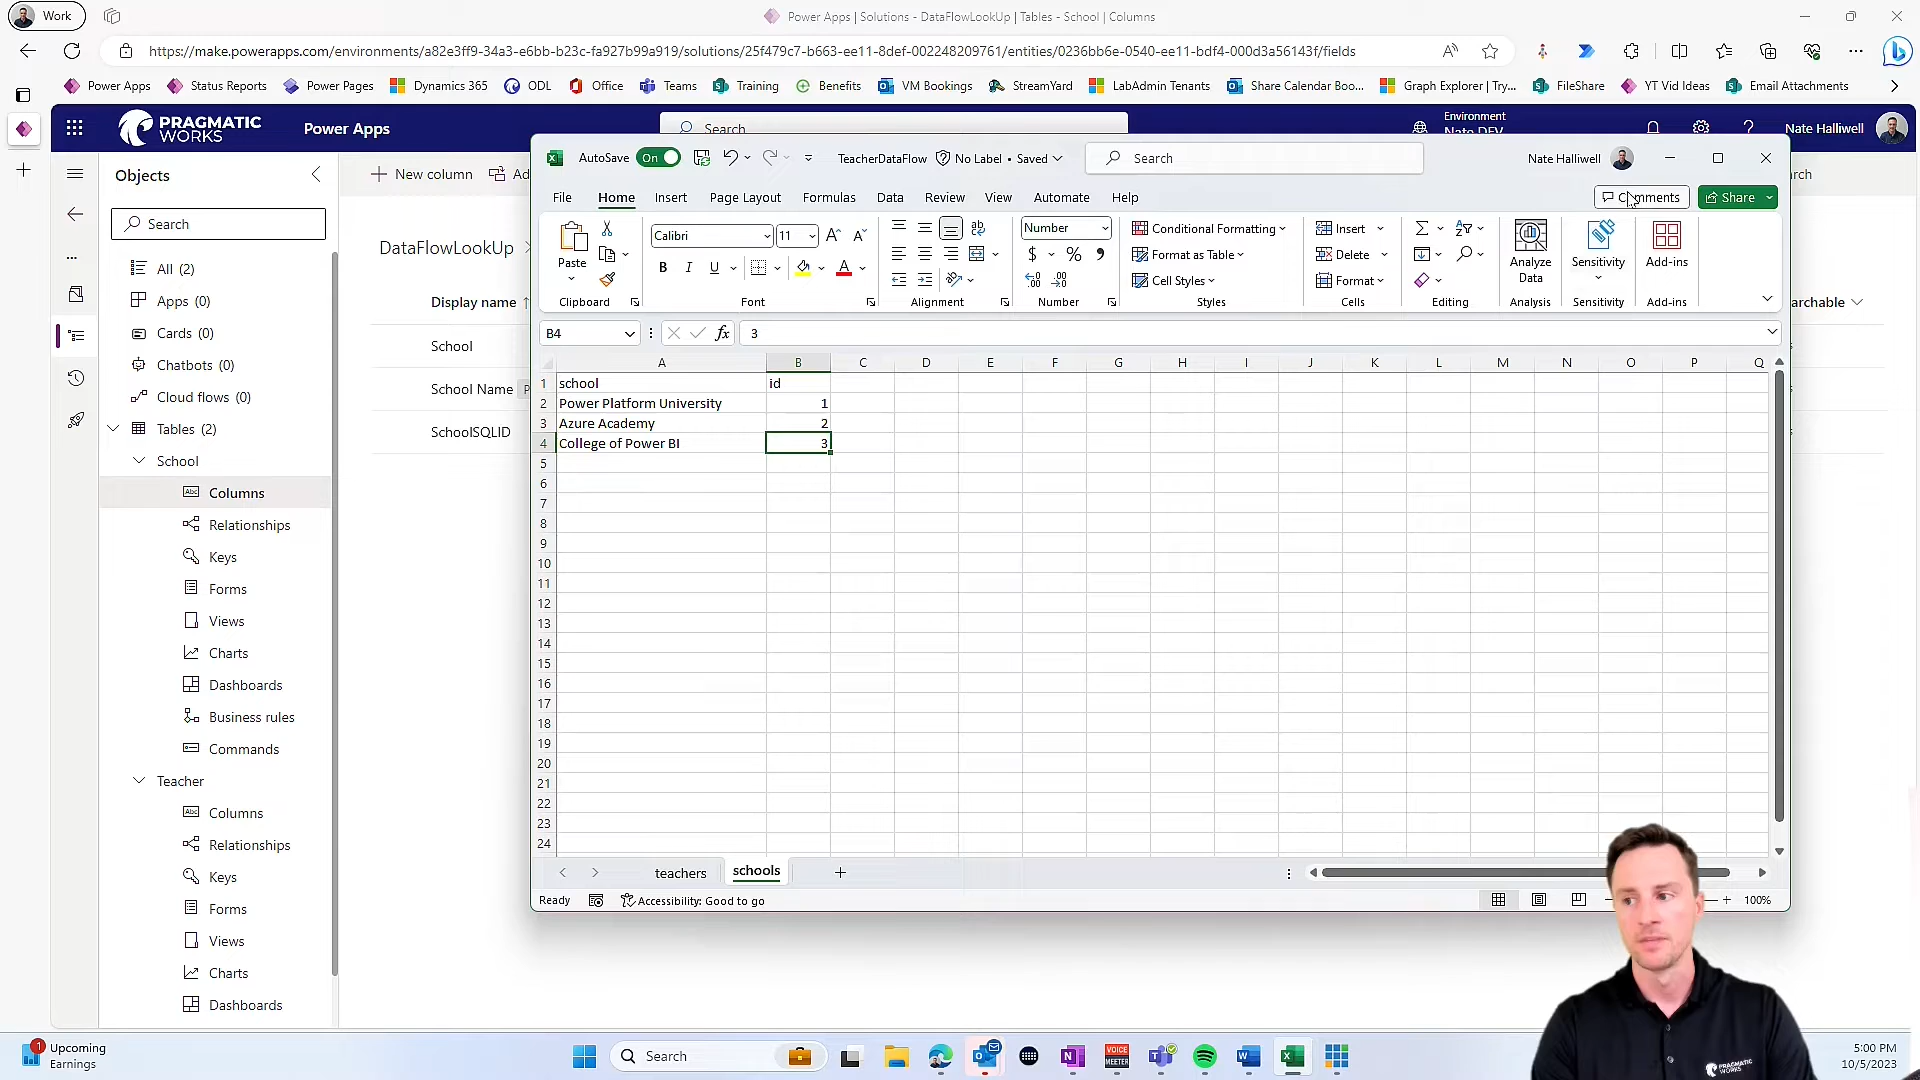 Work
Power Apps | Solutions - DataFlowLookUp | Tables - School | Columns
https://make.powerapps.com/environments/a82e3ff9-34a3-e6bb-b23c-fa927b99a919/solutions/25f479c7-b663-ee11-8def-002248209761/entities/0236bb6e-0540-ee11-bdf4-000d3a56143f/fields
Power Apps Status Reports Power Pages Dynamics 365 ODL Office Teams Training Benefits VM Bookings StreamYard LabAdmin Tenants Share Calendar Boo... Graph Explorer | Try... FileShare YT Vid Ideas Email Attachments
PRAGMATIC WORKS Power Apps Search Environment Nate DEV Nate Halliwell
Objects
New column Ad
Search
DataFlowLookUp
All (2)
Apps (0)
Cards (0)
Chatbots (0)
Cloud flows (0)
Tables (2)
School
Columns
Relationships
Keys
Forms
Views
Charts
Dashboards
Business rules
Commands
Teacher
Columns
Relationships
Keys
Forms
Views
Charts
Dashboards
Display name
School
School Name P
SchoolSQLID
rch
archable
AutoSave On TeacherDataFlow No Label • Saved Search Nate Halliwell
File Home Insert Page Layout Formulas Data Review View Automate Help Comments Share
Paste Calibri 11 B I U ab Number $ % Conditional Formatting Format as Table Cell Styles Insert Delete Format Analyze Data Sensitivity Add-ins
Clipboard Font Alignment Number Styles Cells Editing Analysis Sensitivity Add-ins
B4 fx 3
A B C D E F G H I J K L M N O P Q
1 school id
2 Power Platform University 1
3 Azure Academy 2
4 College of Power BI 3
5
6
7
8
9
10
11
12
13
14
15
16
17
18
19
20
21
22
23
24
teachers schools
Ready Accessibility: Good to go 100%
PRAGMATIC WORKS
1 Upcoming
Earnings
Search
VOICE MEETER
5:00 PM
10/5/2023